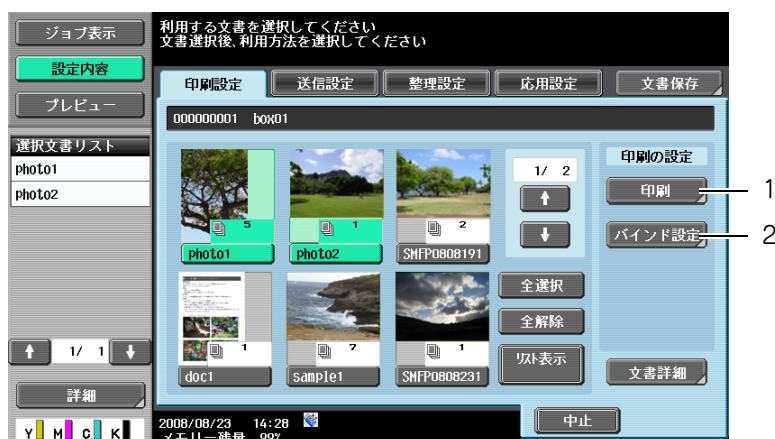 ジョブ表示
設定内容
プレビュー
選択文書リスト
photo1
photo2
1/ 1
詳細
Y M C K
利用する文書を選択してください
文書選択後、利用方法を選択してください
印刷設定 送信設定 整理設定 応用設定 文書保存
000000001 box01
5 1 2
photo1 photo2 SMFP0808191
1 7 1
doc1 sample1 SMFP0808231
1/ 2
全選択
全解除
リスト表示
印刷の設定
印刷 1
バインド設定 2
文書詳細
2008/08/23 14:28
メモリー残量 99%
中止